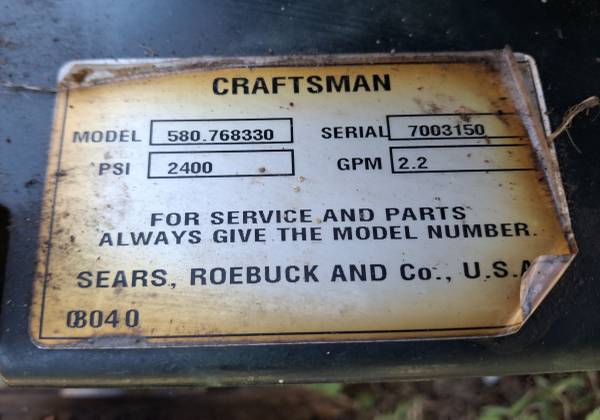 CRAFTSMAN
MODEL 580.768330 SERIAL 7003150
PSI 2400 GPM 2.2
FOR SERVICE AND PARTS
ALWAYS GIVE THE MODEL NUMBER.
SEARS, ROEBUCK AND Co., U.S.A
8040